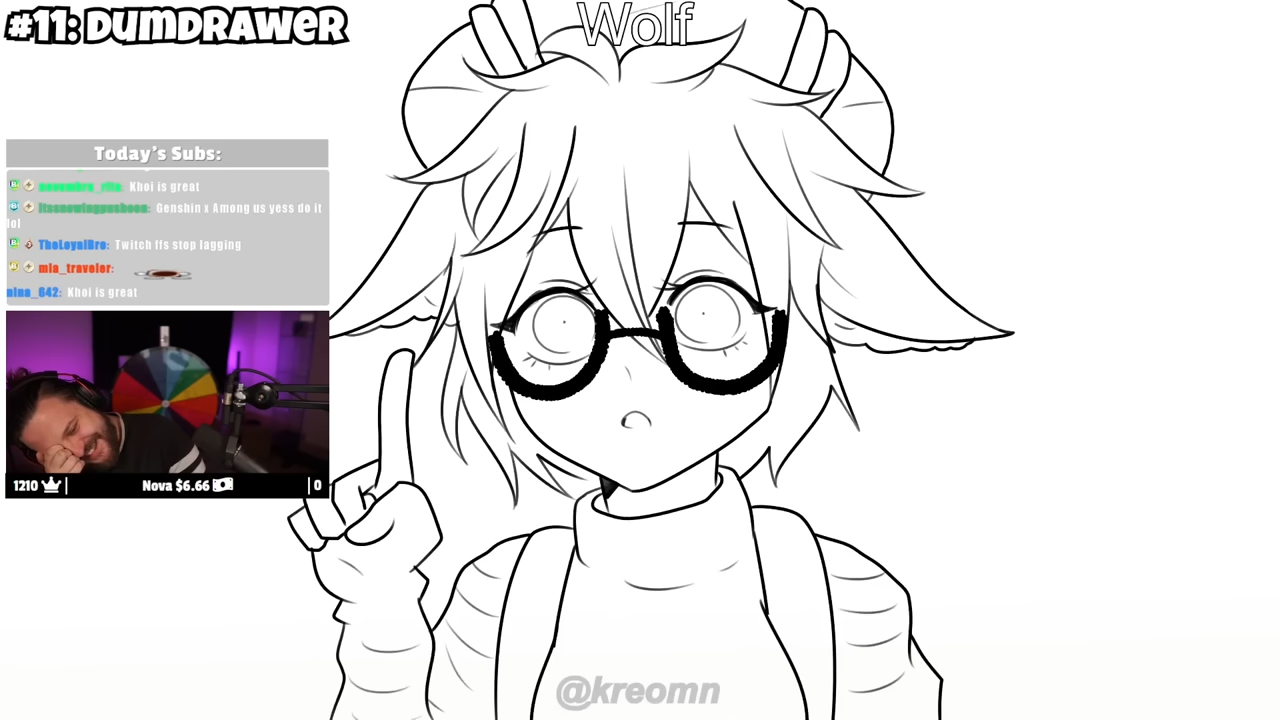 #11: DUMDRAWER
Wolf
Today's Subs:
Khoi is great
Genshin x Among us yess do it
lol
TheLoyalBro: Twitch ffs stop lagging
mia_traveler:
nina_642: Khoi is great
1210
Nova $6.66
0
@kreomn